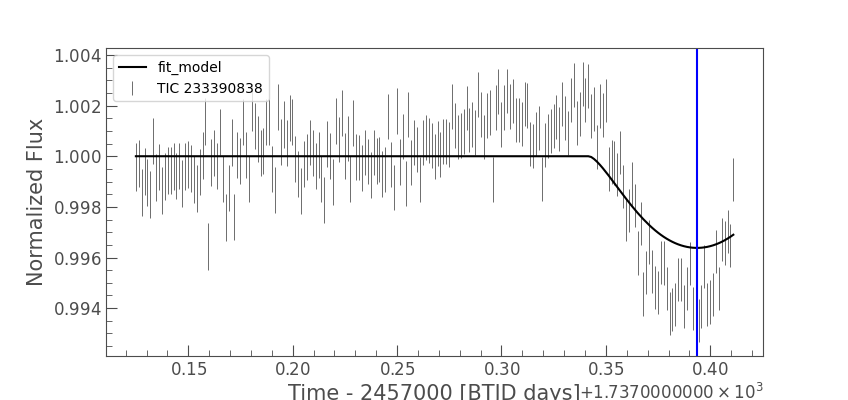 1.004
1.002
1.000
0.998
0.996
0.994
Normalized Flux
fit_model
TIC 233390838
0.15 0.20 0.25 0.30 0.35 0.40
Time - 2457000 [BTJD days]
+1.7370000000 × 10³